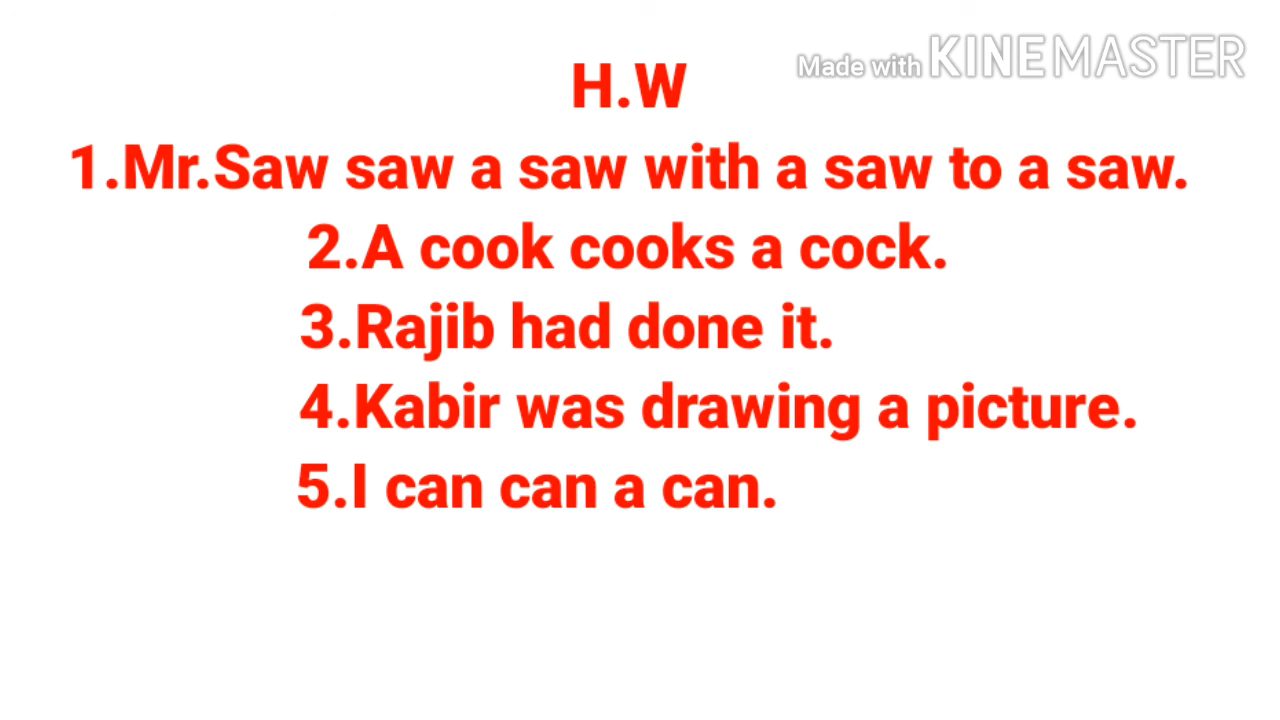 Made with KINEMASTER
H.W
1.Mr.Saw saw a saw with a saw to a saw.
2.A cook cooks a cock.
3.Rajib had done it.
4.Kabir was drawing a picture.
5.I can can a can.